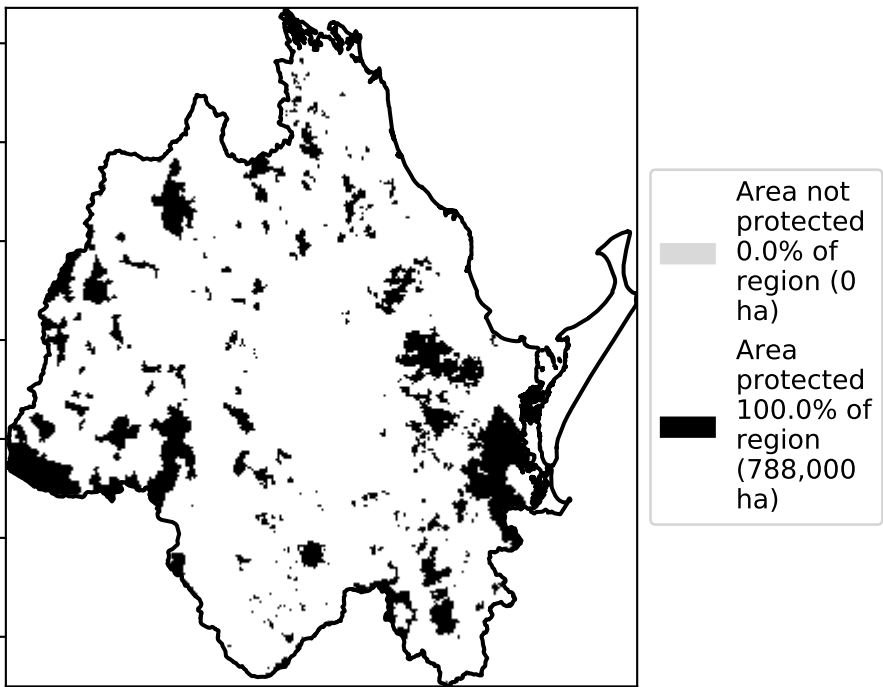 Area not
protected
0.0% of
region (0
ha)
Area
protected
100.0% of
region
(788,000
ha)